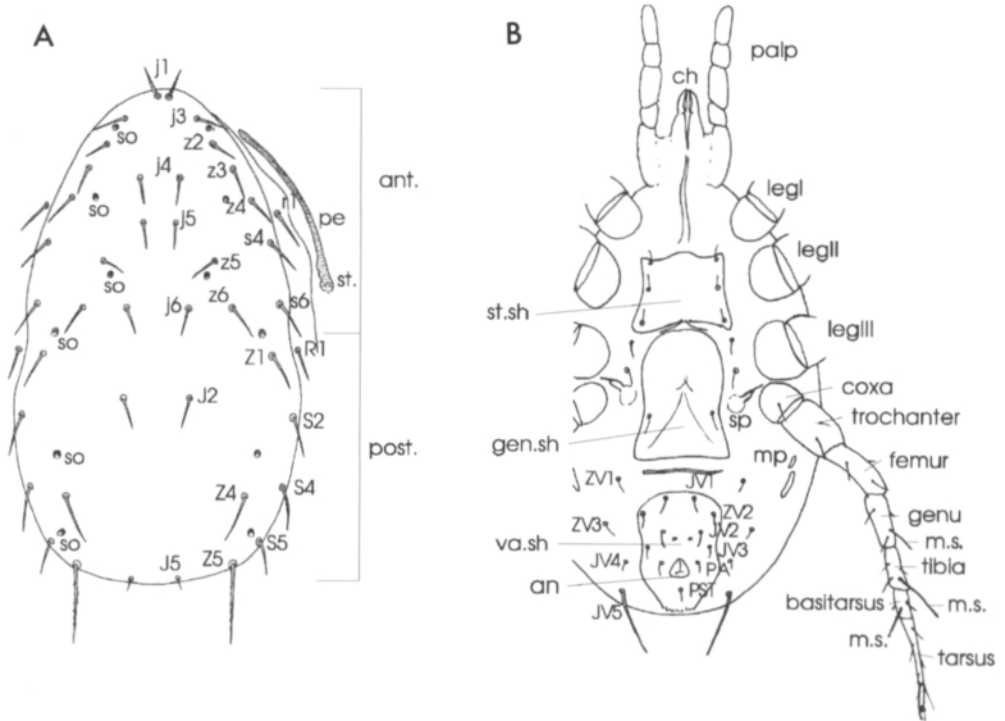 A
j1
j3
so
z2
j4
z3
so
z4
r1
pe
ant.
j5
s4
so
z5
st.
j6
z6
s6
so
Z1
R1
J2
S2
so
post.
Z4
S4
so
J5
Z5
S5
B
palp
ch
legI
legII
st.sh
legIII
coxa
sp
trochanter
gen.sh
mp
femur
ZV1
JV1
ZV2
genu
ZV3
JV2
m.s.
va.sh
JV3
JV4
PA
tibia
an
PST
basitarsus
m.s.
JV5
m.s.
tarsus